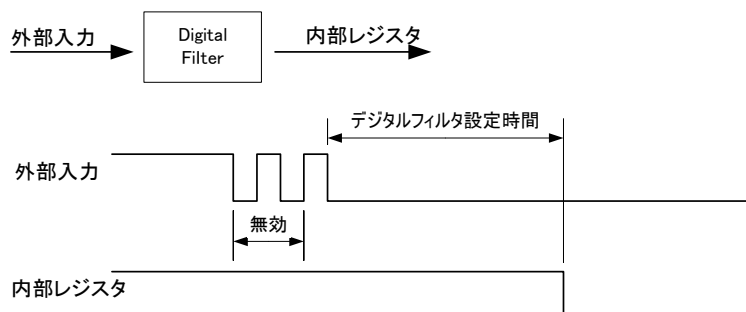 外部入力
Digital
Filter
内部レジスタ
デジタルフィルタ設定時間
外部入力
無効
内部レジスタ